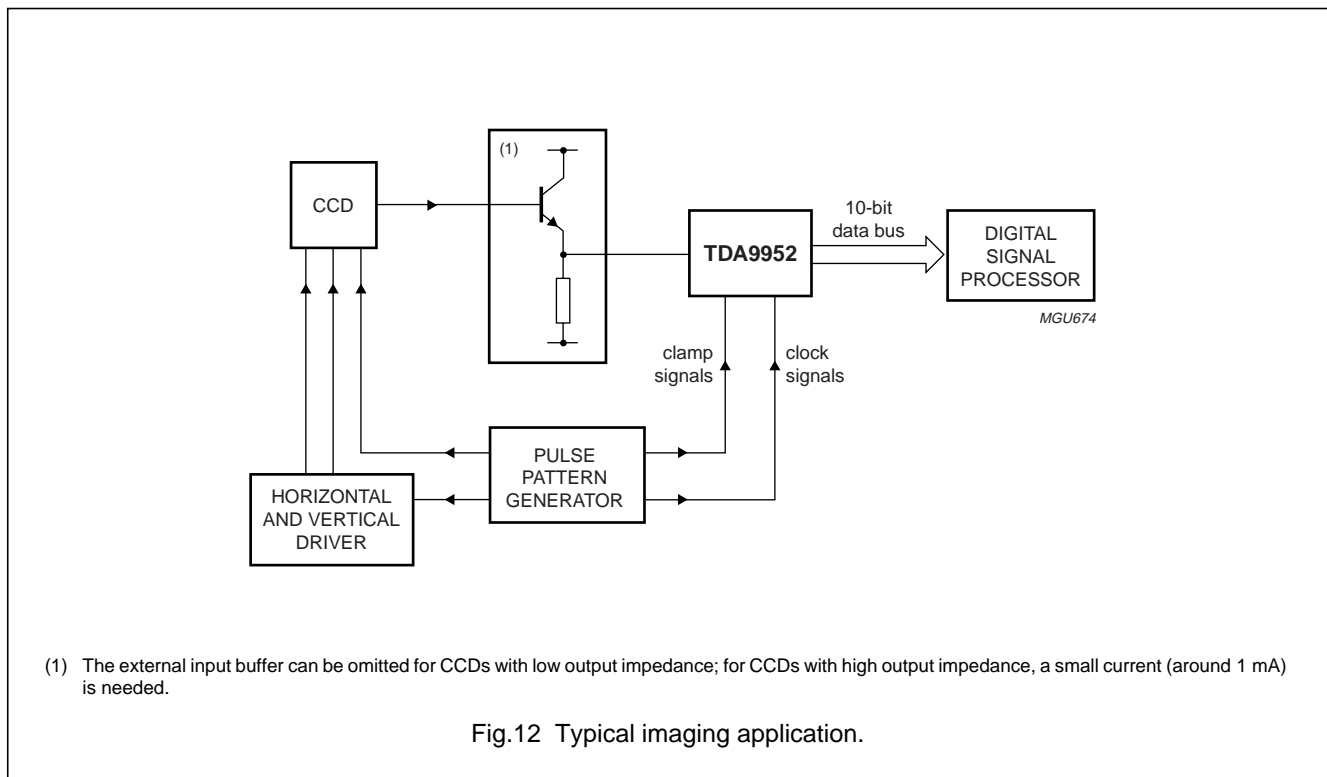 (1)
CCD
10-bit
data bus
TDA9952
DIGITAL
SIGNAL
PROCESSOR
MGU674
clamp
signals
clock
signals
PULSE
PATTERN
GENERATOR
HORIZONTAL
AND VERTICAL
DRIVER
(1) The external input buffer can be omitted for CCDs with low output impedance; for CCDs with high output impedance, a small current (around 1 mA)
is needed.
Fig.12 Typical imaging application.